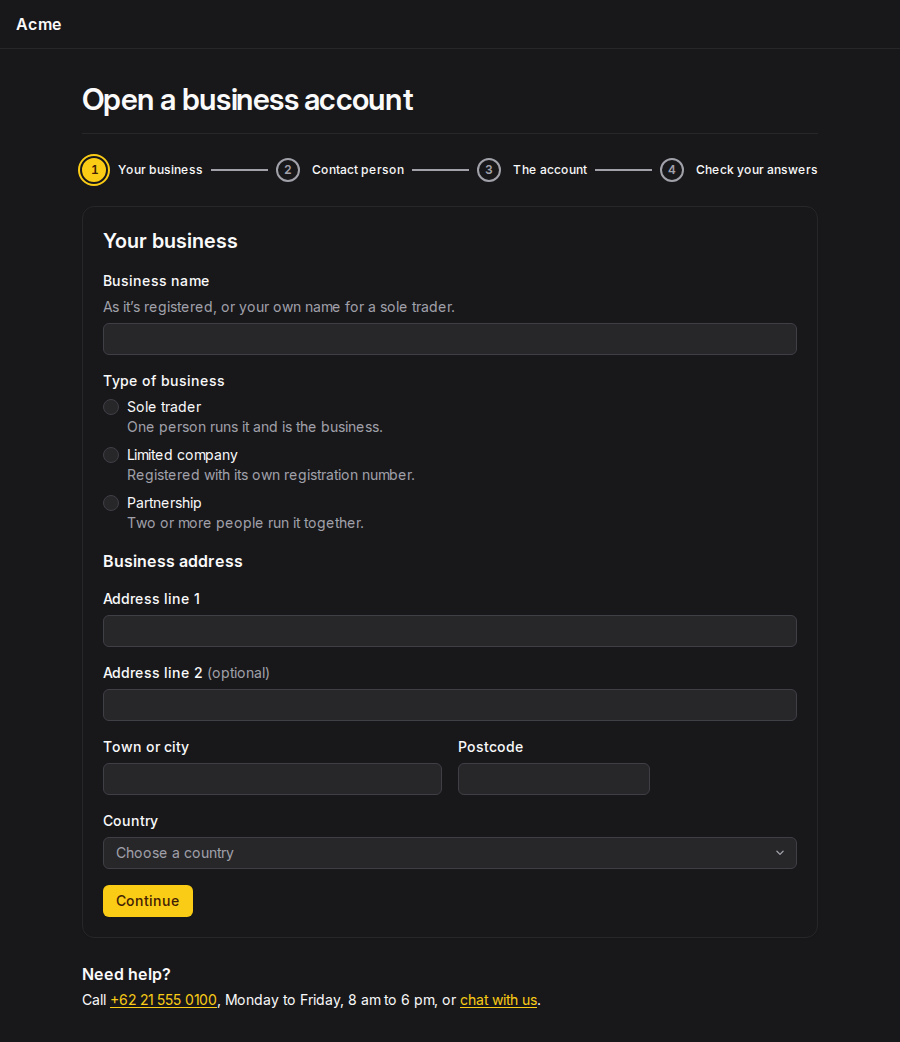 Acme
Open a business account
1 Your business 2 Contact person 3 The account 4 Check your answers
Your business
Business name
As it’s registered, or your own name for a sole trader.
Type of business
Sole trader
One person runs it and is the business.
Limited company
Registered with its own registration number.
Partnership
Two or more people run it together.
Business address
Address line 1
Address line 2 (optional)
Town or city Postcode
Country
Choose a country
Continue
Need help?
Call +62 21 555 0100, Monday to Friday, 8 am to 6 pm, or chat with us.